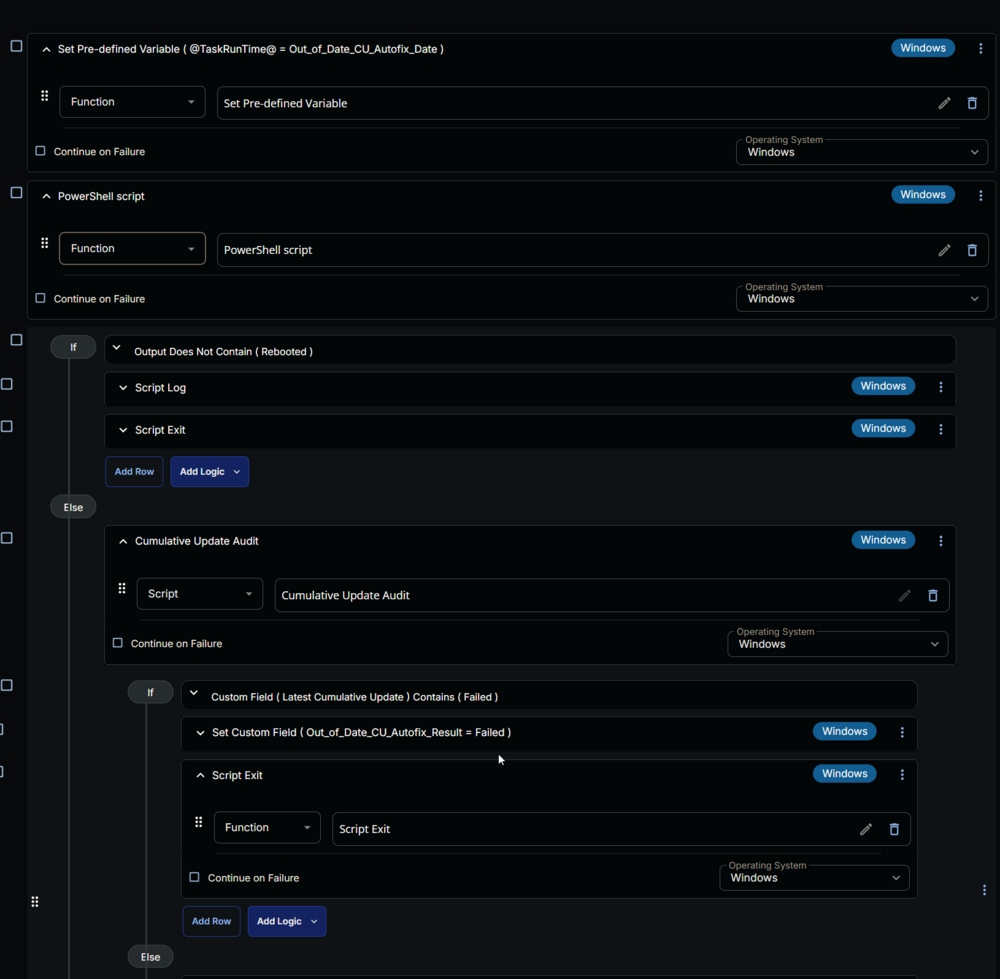 Set Pre-defined Variable ( @TaskRunTime@ = Out_of_Date_CU_Autofix_Date )
Windows
Function
Set Pre-defined Variable
Continue on Failure
Operating System
Windows
PowerShell script
Windows
Function
PowerShell script
Continue on Failure
Operating System
Windows
If
Output Does Not Contain ( Rebooted )
Script Log
Windows
Script Exit
Windows
Add Row
Add Logic
Else
Cumulative Update Audit
Windows
Script
Cumulative Update Audit
Continue on Failure
Operating System
Windows
If
Custom Field ( Latest Cumulative Update ) Contains ( Failed )
Set Custom Field ( Out_of_Date_CU_Autofix_Result = Failed )
Windows
Script Exit
Windows
Function
Script Exit
Continue on Failure
Operating System
Windows
Add Row
Add Logic
Else